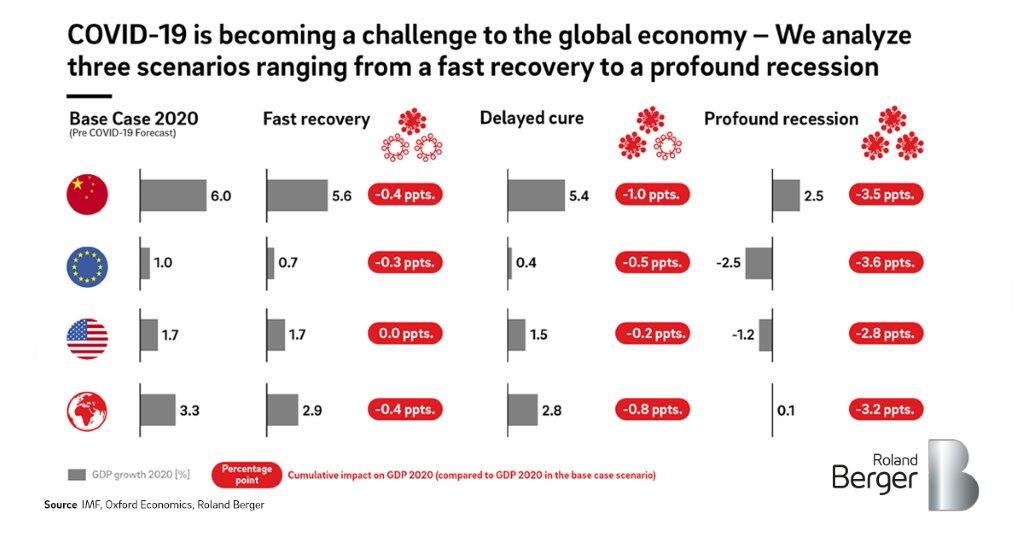 COVID-19 is becoming a challenge to the global economy – We analyze
three scenarios ranging from a fast recovery to a profound recession
Base Case 2020
(Pre COVID-19 Forecast)
Fast recovery
Delayed cure
Profound recession
6.0
5.6
-0.4 ppts.
5.4
-1.0 ppts.
2.5
-3.5 ppts.
1.0
0.7
-0.3 ppts.
0.4
-0.5 ppts.
-2.5
-3.6 ppts.
1.7
1.7
0.0 ppts.
1.5
-0.2 ppts.
-1.2
-2.8 ppts.
3.3
2.9
-0.4 ppts.
2.8
-0.8 ppts.
0.1
-3.2 ppts.
GDP growth 2020 [%]
Percentage
point
Cumulative impact on GDP 2020 (compared to GDP 2020 in the base case scenario)
Source IMF, Oxford Economics, Roland Berger
Roland
Berger
B